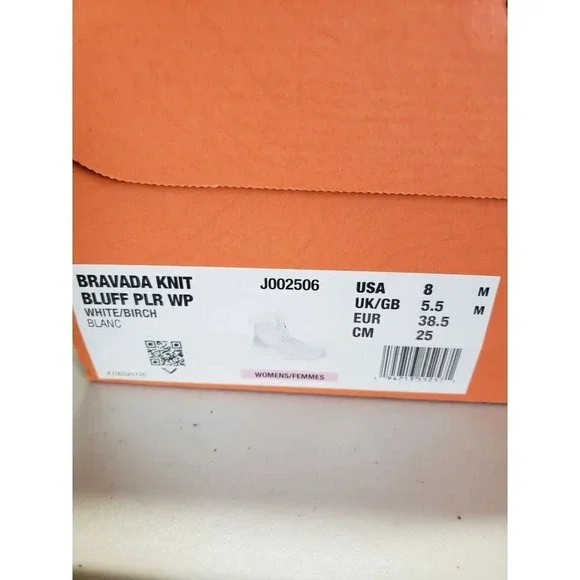 BRAVADA KNIT
BLUFF PLR WP
WHITE/BIRCH
BLANC
J002506
WOMENS/FEMMES
USA 8 M
UK/GB 5.5 M
EUR 38.5
CM 25